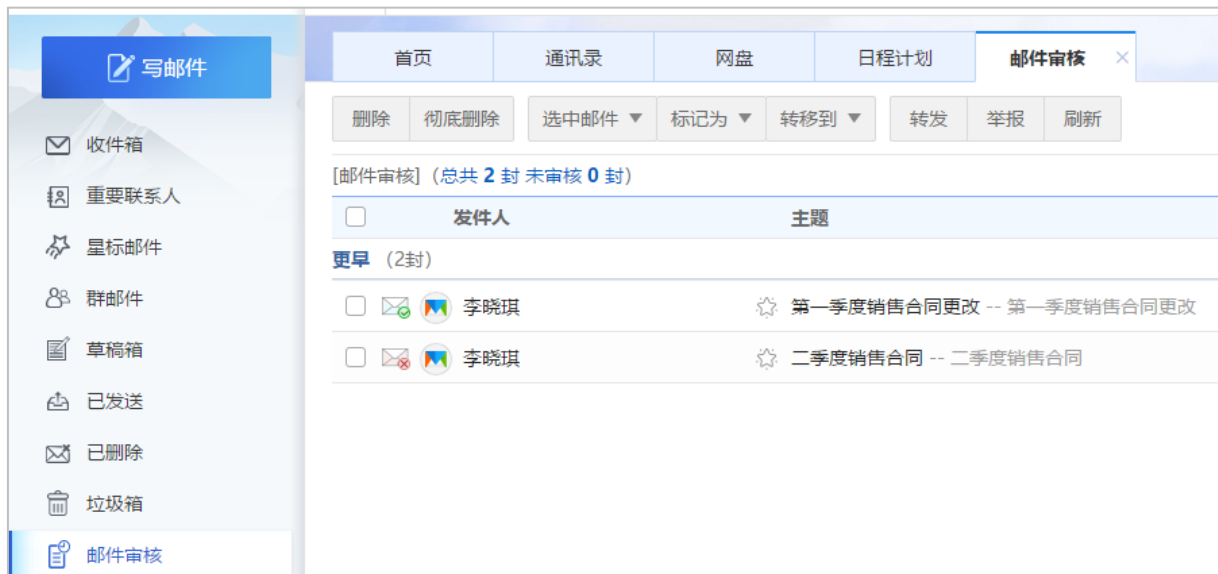 写邮件
收件箱
重要联系人
星标邮件
群邮件
草稿箱
已发送
已删除
垃圾箱
邮件审核
首页 通讯录 网盘 日程计划 邮件审核 ×
删除 彻底删除 选中邮件 ▼ 标记为 ▼ 转移到 ▼ 转发 举报 刷新
[邮件审核]（总共 2 封 未审核 0 封）
发件人 主题
更早 （2封）
李晓琪 第一季度销售合同更改 -- 第一季度销售合同更改
李晓琪 二季度销售合同 -- 二季度销售合同